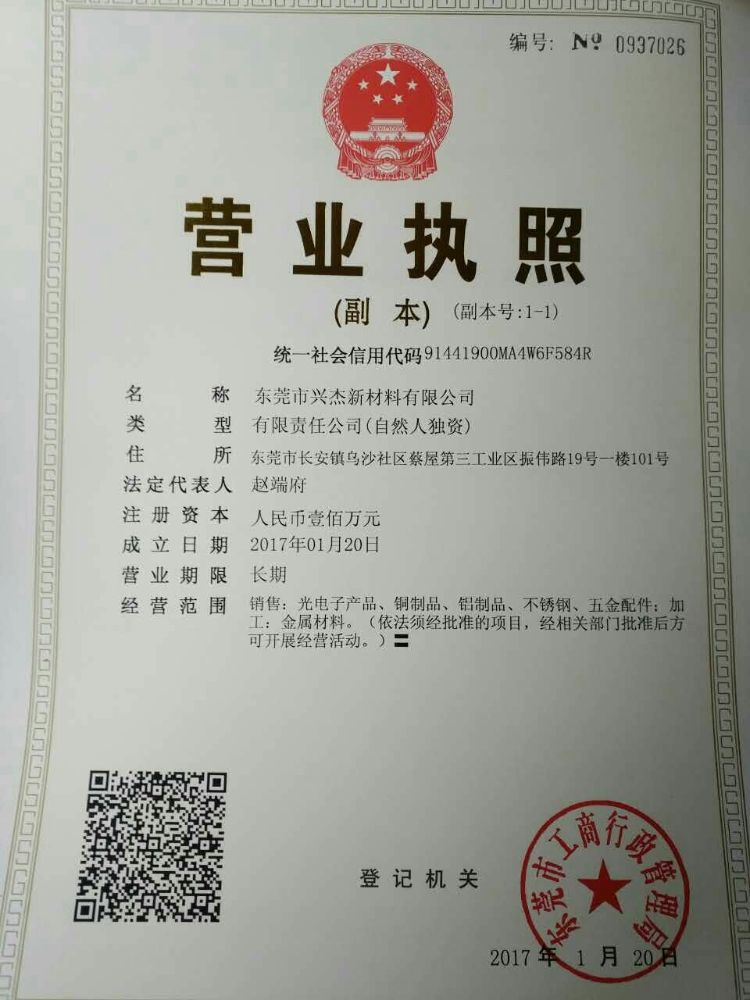 编号: № 0937026
营业执照
(副本) (副本号:1-1)
统一社会信用代码91441900MA4W6F584R
名称 东莞市兴杰新材料有限公司
类型 有限责任公司(自然人独资)
住所 东莞市长安镇乌沙社区蔡屋第三工业区振伟路19号一楼101号
法定代表人 赵端府
注册资本 人民币壹佰万元
成立日期 2017年01月20日
营业期限 长期
经营范围 销售：光电子产品、铜制品、铝制品、不锈钢、五金配件；加
工：金属材料。（依法须经批准的项目，经相关部门批准后方
可开展经营活动。）〓
东莞市工商行政管理局
登记机关
2017年1月20日